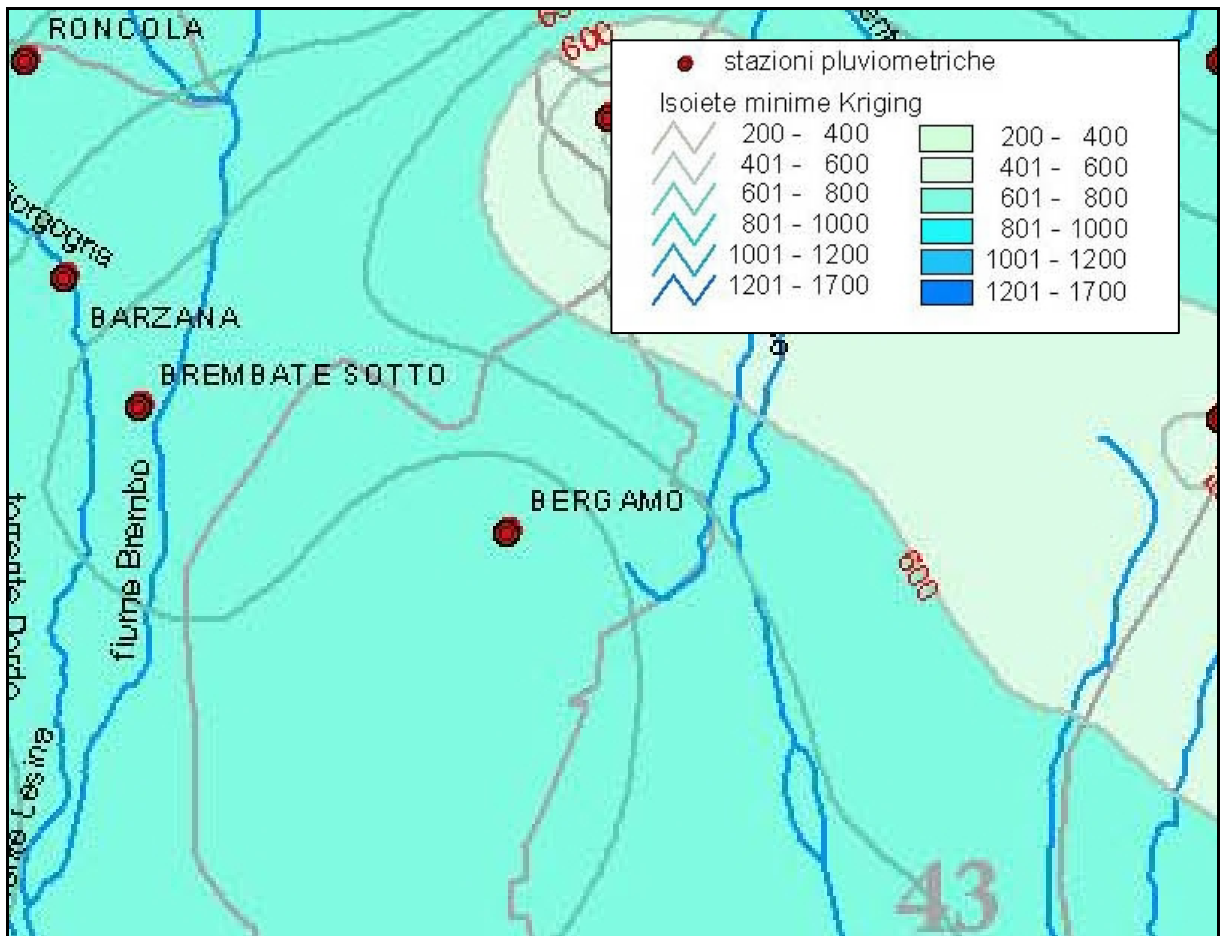 RONCOLA
600
stazioni pluviometriche
Isoiete minime Kriging
200 - 400
401 - 600
601 - 800
801 - 1000
1001 - 1200
1201 - 1700
200 - 400
401 - 600
601 - 800
801 - 1000
1001 - 1200
1201 - 1700
BARZANA
BREMBATE SOTTO
BERGAMO
fiume Brembo
600
43